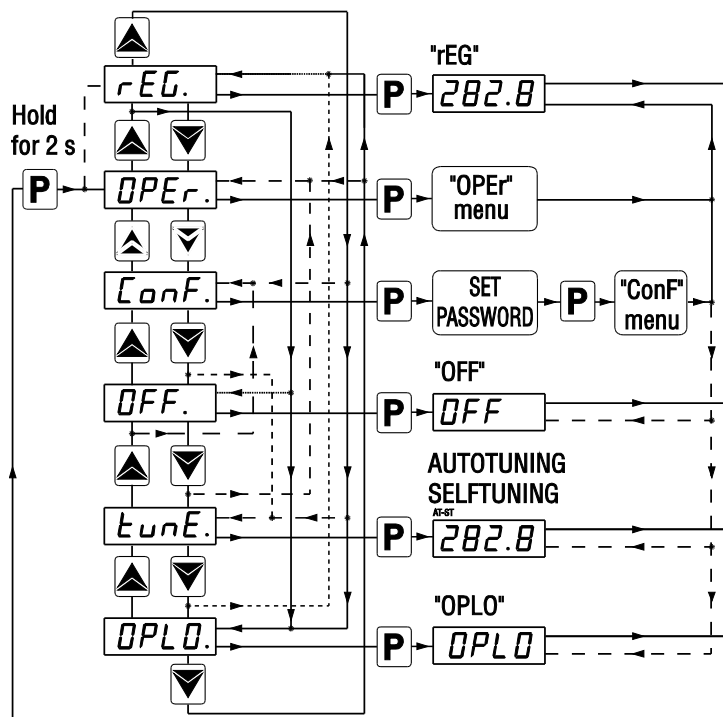 "rEG"
rEG.
P
282.8
Hold
for 2 s
P
OPEr.
P
"OPEr"
menu
ConF.
P
SET
PASSWORD
P
"ConF"
menu
"OFF"
OFF.
P
OFF
AUTOTUNING
SELFTUNING
AT-ST
tunE.
P
282.8
"OPLO"
OPLO.
P
OPLO